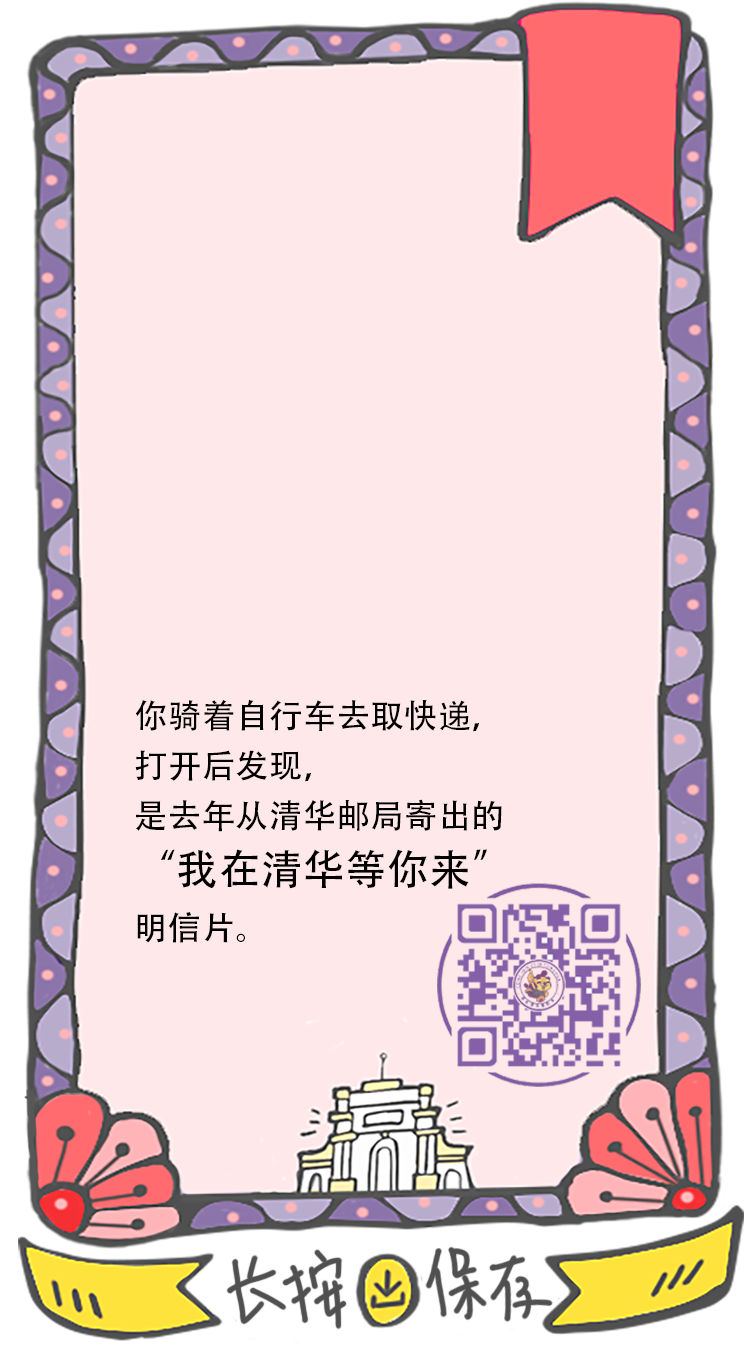 你骑着自行车去取快递,
打开后发现,
是去年从清华邮局寄出的
“我在清华等你来”
明信片。
长按保存